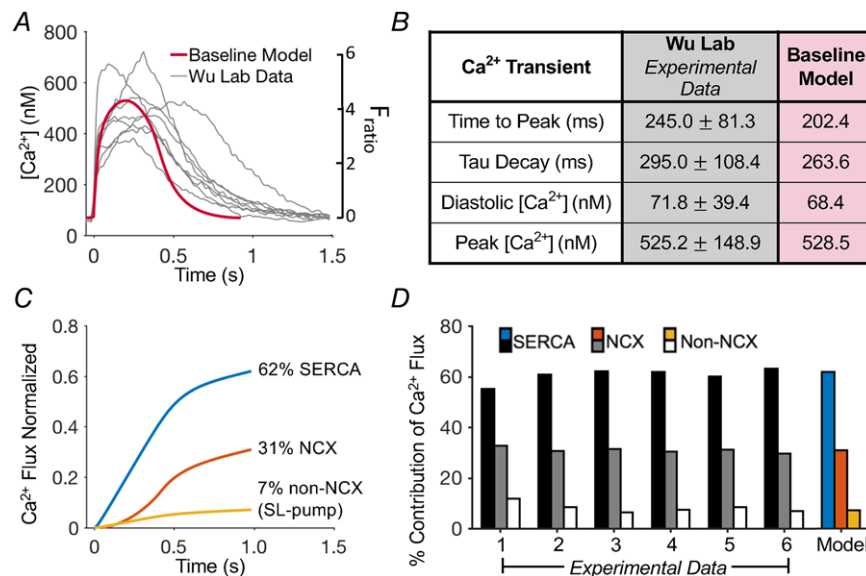 A
800
600
400
200
0
[Ca2+] (nM)
Baseline Model
Wu Lab Data
6
4
2
0
Fratio
0 0.5 1 1.5
Time (s)
B
Ca2+ Transient
Wu Lab
Experimental
Data
Baseline
Model
Time to Peak (ms) 245.0 ± 81.3 202.4
Tau Decay (ms) 295.0 ± 108.4 263.6
Diastolic [Ca2+] (nM) 71.8 ± 39.4 68.4
Peak [Ca2+] (nM) 525.2 ± 148.9 528.5
C
0.8
0.6
0.4
0.2
0
Ca2+ Flux Normalized
62% SERCA
31% NCX
7% non-NCX
(SL-pump)
0 0.5 1
Time (s)
D
80
60
40
20
0
% Contribution of Ca2+ Flux
SERCA NCX Non-NCX
1 2 3 4 5 6 Model
Experimental Data